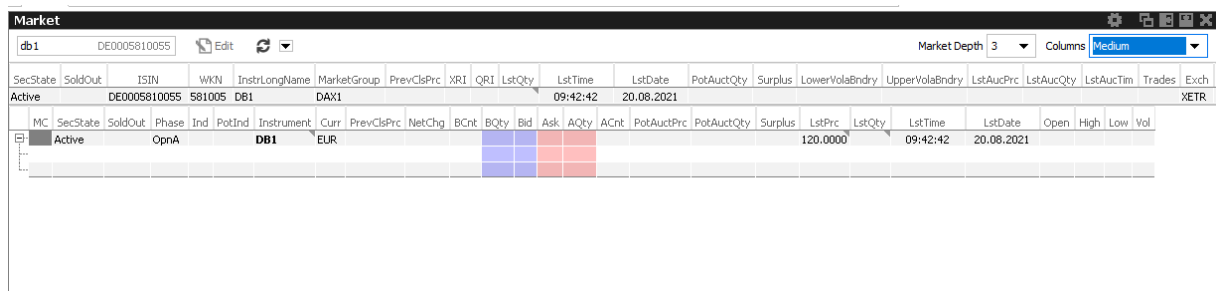 Market
db1 DE0005810055 Edit Market Depth 3 Columns Medium
SecState SoldOut ISIN WKN InstrLongName MarketGroup PrevClsPrc XRI QRI LstQty LstTime LstDate PotAuctQty Surplus LowerVolaBndry UpperVolaBndry LstAucPrc LstAucQty LstAucTim Trades Exch
Active DE0005810055 581005 DB1 DAX1 09:42:42 20.08.2021 XETR
MC SecState SoldOut Phase Ind PotInd Instrument Curr PrevClsPrc NetChg BCnt BQty Bid Ask AQty ACnt PotAuctPrc PotAuctQty Surplus LstPrc LstQty LstTime LstDate Open High Low Vol
Active OpnA DB1 EUR 120.0000 09:42:42 20.08.2021